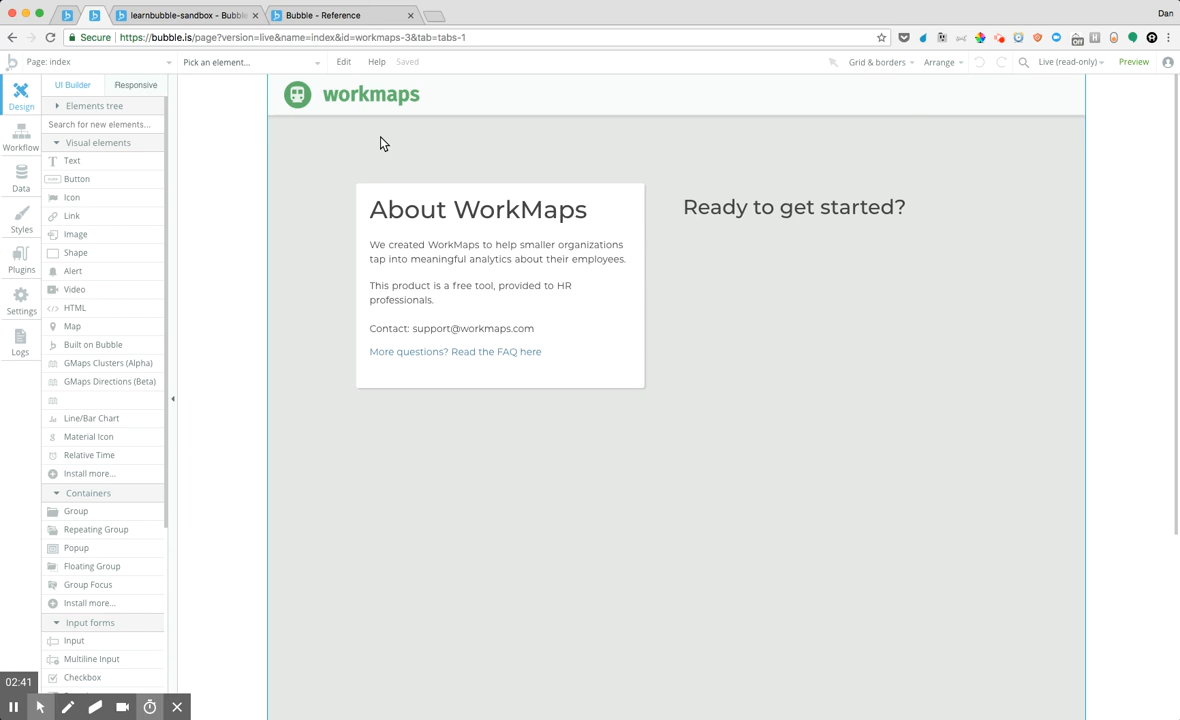 learnbubble-sandbox - Bubble
Bubble - Reference
Dan
Secure https://bubble.is/page?version=live&name=index&id=workmaps-3&tab=tabs-1
Page: index
Pick an element...
Edit
Help
Saved
Grid & borders
Arrange
Live (read-only)
Preview
Design
Workflow
Data
Styles
Plugins
Settings
Logs
UI Builder
Responsive
Elements tree
Search for new elements...
Visual elements
Text
Button
Icon
Link
Image
Shape
Alert
Video
HTML
Map
Built on Bubble
GMaps Clusters (Alpha)
GMaps Directions (Beta)
Line/Bar Chart
Material Icon
Relative Time
Install more...
Containers
Group
Repeating Group
Popup
Floating Group
Group Focus
Install more...
Input forms
Input
Multiline Input
Checkbox
workmaps
About WorkMaps
We created WorkMaps to help smaller organizations
tap into meaningful analytics about their employees.
This product is a free tool, provided to HR
professionals.
Contact: support@workmaps.com
More questions? Read the FAQ here
Ready to get started?
02:41